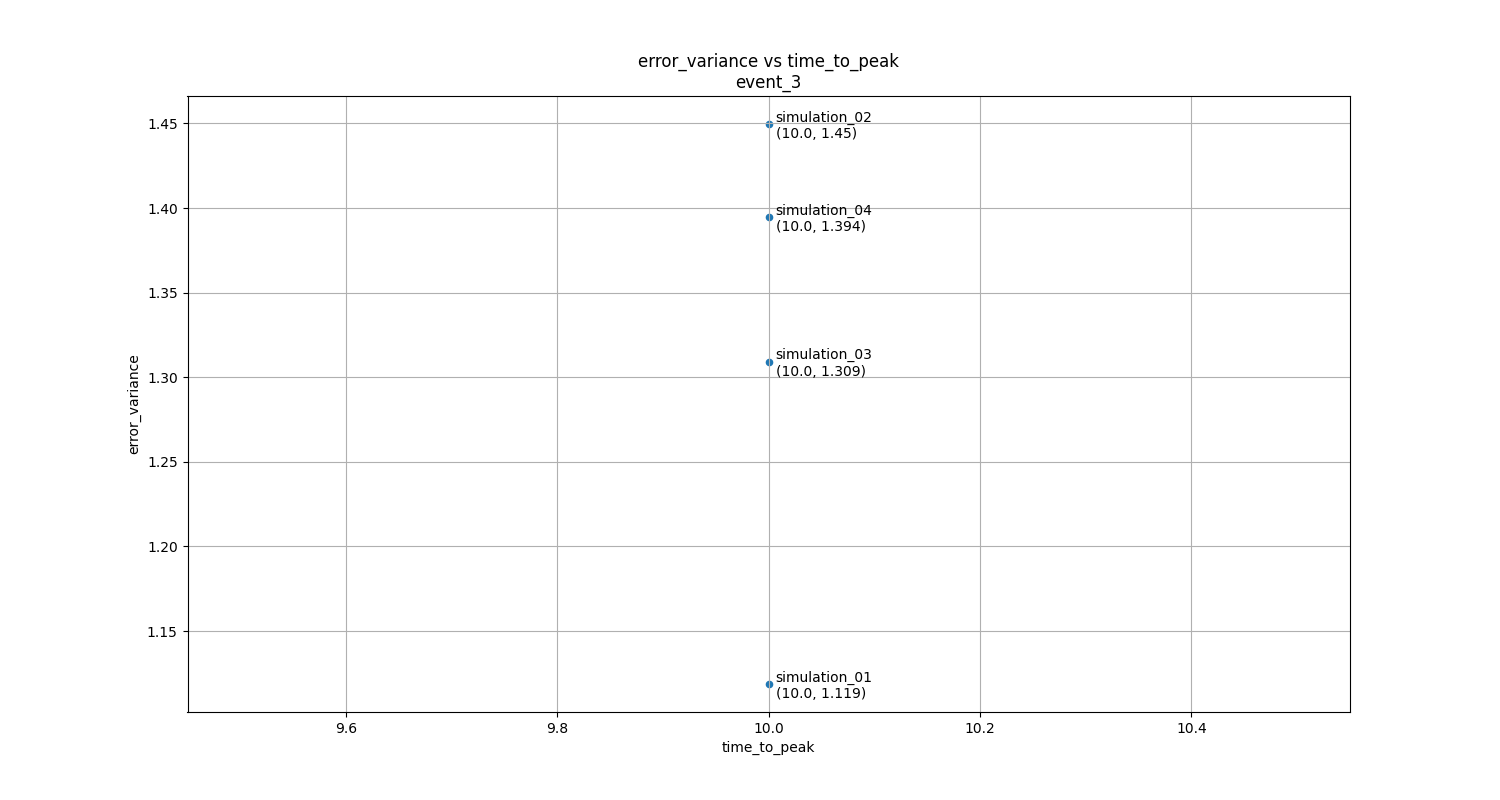 error_variance vs time_to_peak
event_3
1.45
1.40
1.35
1.30
1.25
1.20
1.15
error_variance
simulation_02
(10.0, 1.45)
simulation_04
(10.0, 1.394)
simulation_03
(10.0, 1.309)
simulation_01
(10.0, 1.119)
9.6 9.8 10.0 10.2 10.4
time_to_peak